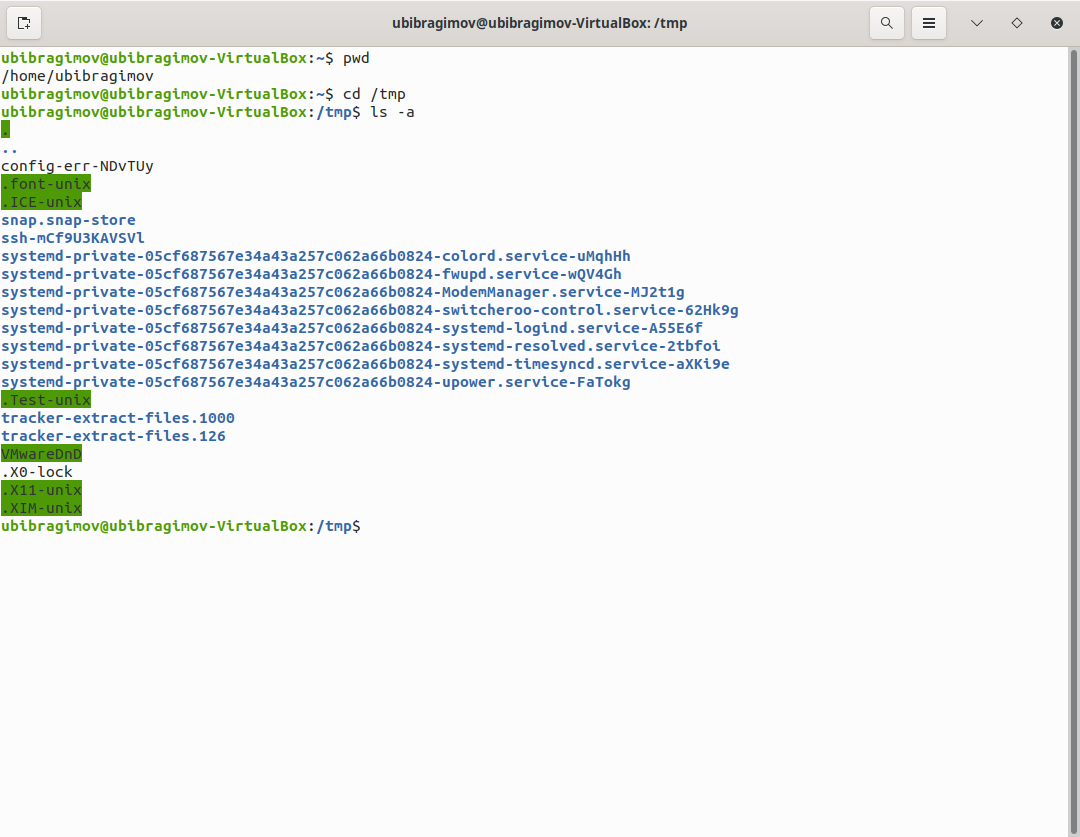 ubibragimov@ubibragimov-VirtualBox: /tmp
ubibragimov@ubibragimov-VirtualBox:~$ pwd
/home/ubibragimov
ubibragimov@ubibragimov-VirtualBox:~$ cd /tmp
ubibragimov@ubibragimov-VirtualBox:/tmp$ ls -a
.
..
config-err-NDvTUy
.font-unix
.ICE-unix
snap.snap-store
ssh-mCf9U3KAVSVl
systemd-private-05cf687567e34a43a257c062a66b0824-colord.service-uMqhHh
systemd-private-05cf687567e34a43a257c062a66b0824-fwupd.service-wQV4Gh
systemd-private-05cf687567e34a43a257c062a66b0824-ModemManager.service-MJ2t1g
systemd-private-05cf687567e34a43a257c062a66b0824-switcheroo-control.service-62Hk9g
systemd-private-05cf687567e34a43a257c062a66b0824-systemd-logind.service-A55E6f
systemd-private-05cf687567e34a43a257c062a66b0824-systemd-resolved.service-2tbfoi
systemd-private-05cf687567e34a43a257c062a66b0824-systemd-timesyncd.service-aXKi9e
systemd-private-05cf687567e34a43a257c062a66b0824-upower.service-FaTokg
.Test-unix
tracker-extract-files.1000
tracker-extract-files.126
VMwareDnD
.X0-lock
.X11-unix
.XIM-unix
ubibragimov@ubibragimov-VirtualBox:/tmp$